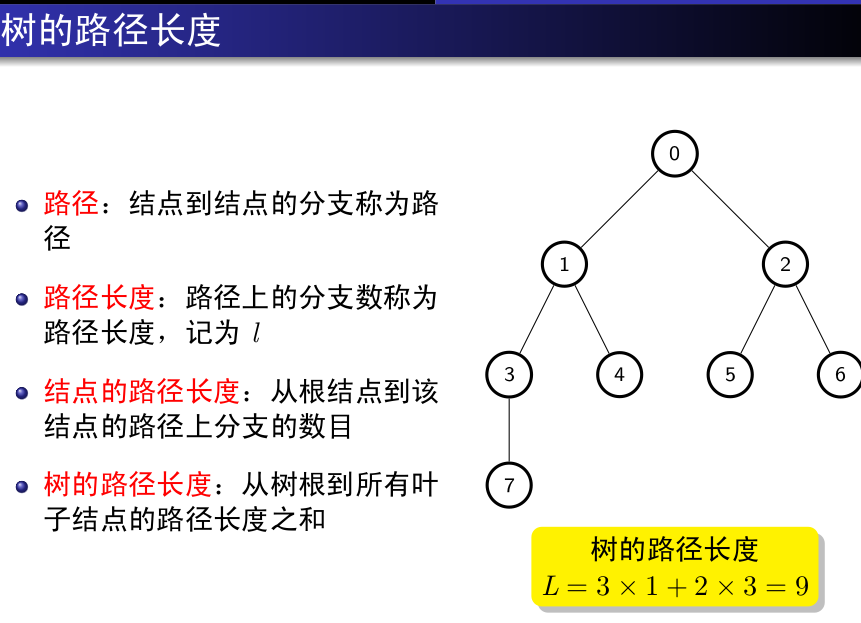 树的路径长度
路径：结点到结点的分支称为路
径
路径长度：路径上的分支数称为
路径长度，记为 l
结点的路径长度：从根结点到该
结点的路径上分支的数目
树的路径长度：从树根到所有叶
子结点的路径长度之和
0
1 2
3 4 5 6
7
树的路径长度
L = 3 × 1 + 2 × 3 = 9